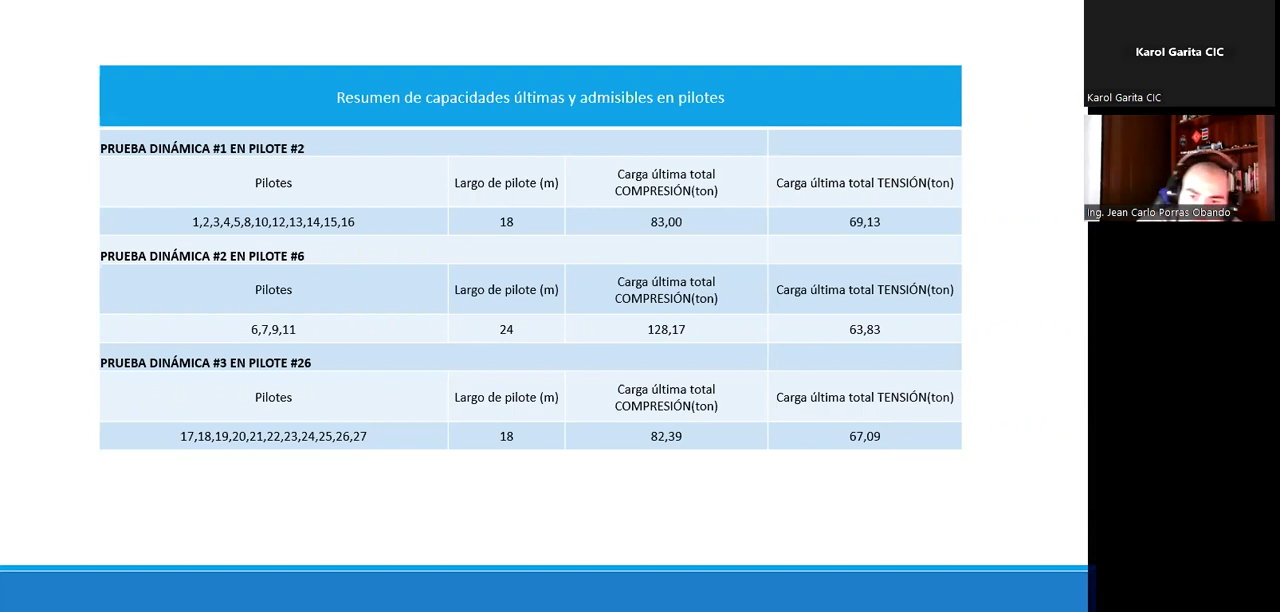 Resumen de capacidades últimas y admisibles en pilotes
PRUEBA DINÁMICA #1 EN PILOTE #2
Pilotes
Largo de pilote (m)
Carga última total
COMPRESIÓN(ton)
Carga última total TENSIÓN(ton)
1,2,3,4,5,8,10,12,13,14,15,16
18
83,00
69,13
PRUEBA DINÁMICA #2 EN PILOTE #6
Pilotes
Largo de pilote (m)
Carga última total
COMPRESIÓN(ton)
Carga última total TENSIÓN(ton)
6,7,9,11
24
128,17
63,83
PRUEBA DINÁMICA #3 EN PILOTE #26
Pilotes
Largo de pilote (m)
Carga última total
COMPRESIÓN(ton)
Carga última total TENSIÓN(ton)
17,18,19,20,21,22,23,24,25,26,27
18
82,39
67,09
Karol Garita CIC
Karol Garita CIC
Ing. Jean Carlo Porras Obando